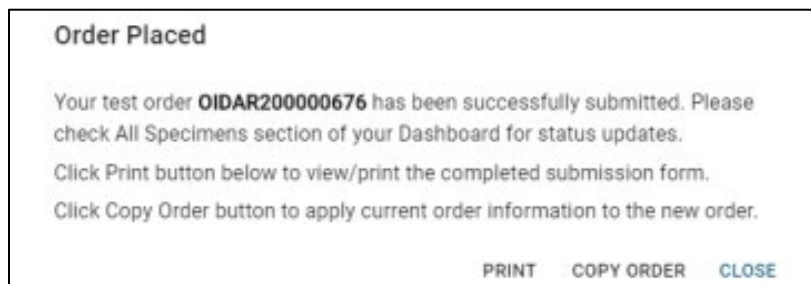 Order Placed
Your test order OIDAR200000676 has been successfully submitted. Please
check All Specimens section of your Dashboard for status updates.
Click Print button below to view/print the completed submission form.
Click Copy Order button to apply current order information to the new order.
PRINT COPY ORDER CLOSE